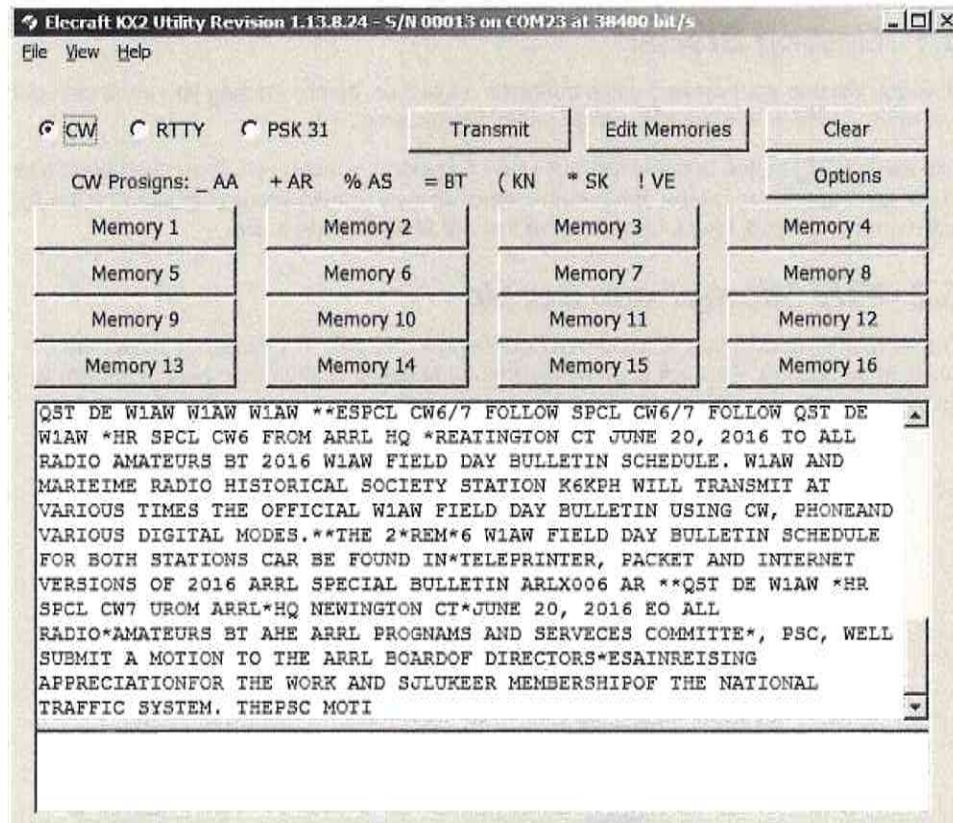 Elecraft KX2 Utility Revision 1.13.8.24 - S/N 00013 on COM23 at 38400 bit/s
File View Help
CW RTTY PSK 31 Transmit Edit Memories Clear
CW Prosigns: _ AA + AR % AS = BT ( KN * SK ! VE Options
Memory 1 Memory 2 Memory 3 Memory 4
Memory 5 Memory 6 Memory 7 Memory 8
Memory 9 Memory 10 Memory 11 Memory 12
Memory 13 Memory 14 Memory 15 Memory 16
QST DE W1AW W1AW W1AW **ESPCL CW6/7 FOLLOW SPCL CW6/7 FOLLOW QST DE
W1AW *HR SPCL CW6 FROM ARRL HQ *REATINGTON CT JUNE 20, 2016 TO ALL
RADIO AMATEURS BT 2016 W1AW FIELD DAY BULLETIN SCHEDULE. W1AW AND
MARIEIME RADIO HISTORICAL SOCIETY STATION K6KPH WILL TRANSMIT AT
VARIOUS TIMES THE OFFICIAL W1AW FIELD DAY BULLETIN USING CW, PHONEAND
VARIOUS DIGITAL MODES.**THE 2*REM*6 W1AW FIELD DAY BULLETIN SCHEDULE
FOR BOTH STATIONS CAR BE FOUND IN*TELEPRINTER, PACKET AND INTERNET
VERSIONS OF 2016 ARRL SPECIAL BULLETIN ARLX006 AR **QST DE W1AW *HR
SPCL CW7 UROM ARRL*HQ NEWINGTON CT*JUNE 20, 2016 EO ALL
RADIO*AMATEURS BT AHE ARRL PROGNAMS AND SERVECES COMMITTE*, PSC, WELL
SUBMIT A MOTION TO THE ARRL BOARDOF DIRECTORS*ESAINREISING
APPRECIATIONFOR THE WORK AND SJLUKEER MEMBERSHIPOF THE NATIONAL
TRAFFIC SYSTEM. THEPSC MOTI